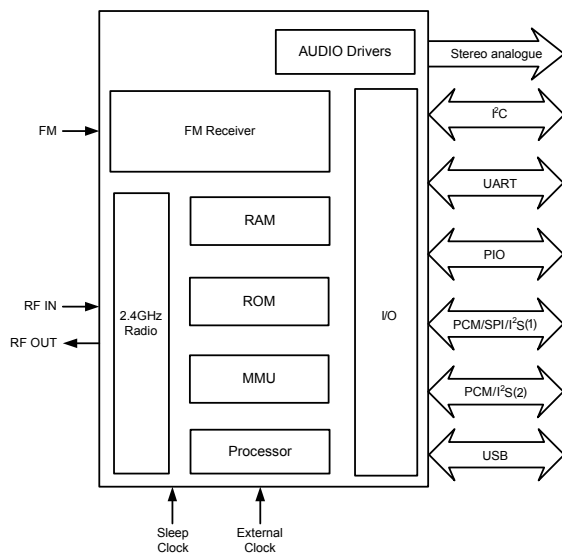 AUDIO Drivers
Stereo analogue
FM
FM Receiver
I²C
UART
RAM
PIO
RF IN
2.4GHz
Radio
ROM
I/O
PCM/SPI/I²S(1)
RF OUT
MMU
PCM/I²S(2)
Processor
USB
Sleep
Clock
External
Clock